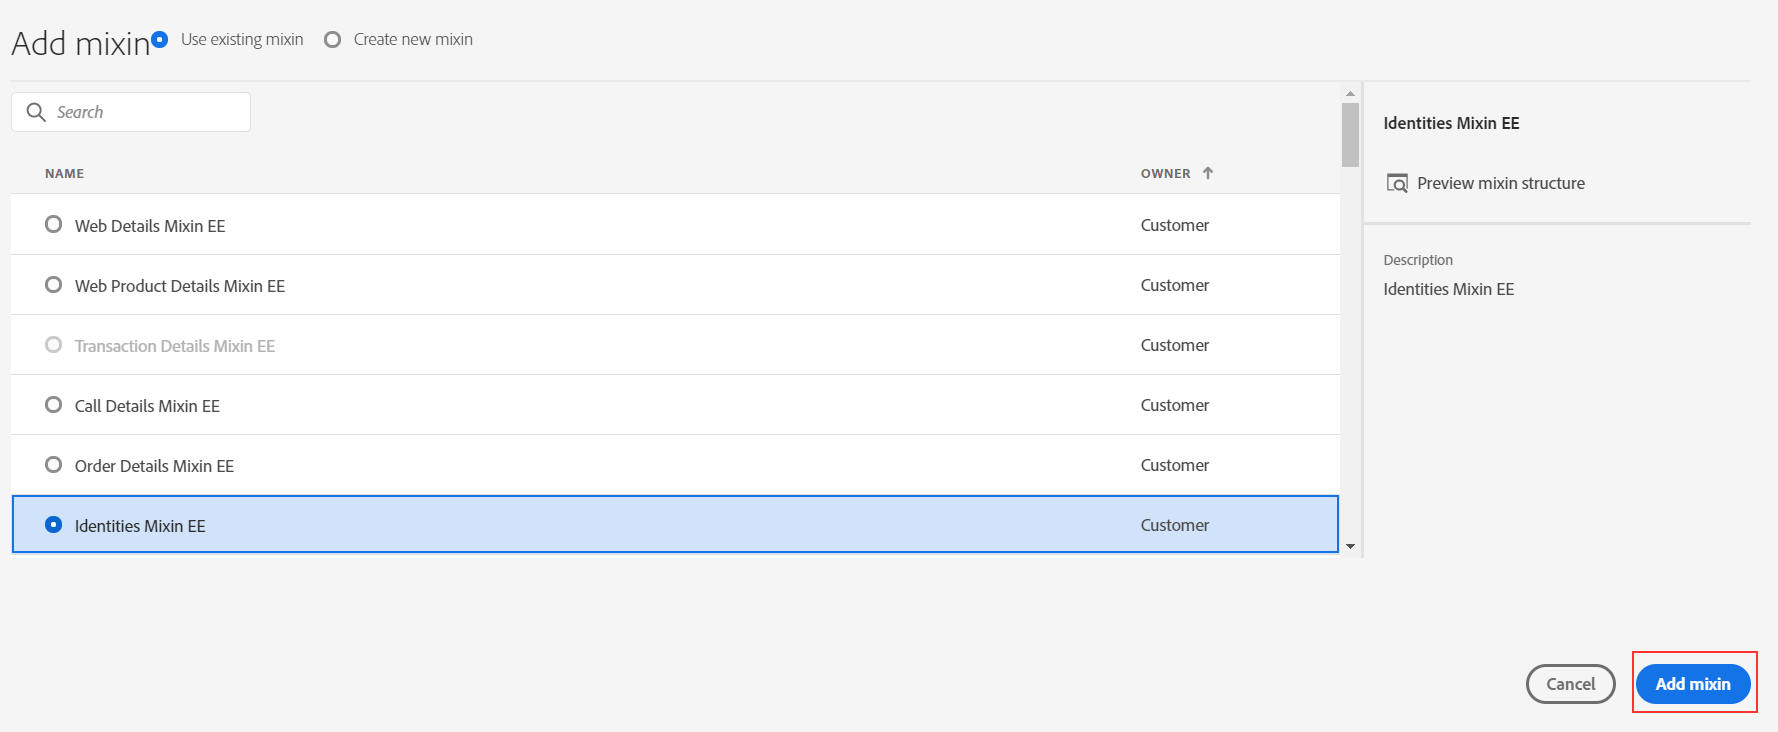 Add mixin Use existing mixin Create new mixin
Search
NAME OWNER
Web Details Mixin EE Customer
Web Product Details Mixin EE Customer
Transaction Details Mixin EE Customer
Call Details Mixin EE Customer
Order Details Mixin EE Customer
Identities Mixin EE Customer
Identities Mixin EE
Preview mixin structure
Description
Identities Mixin EE
Cancel Add mixin